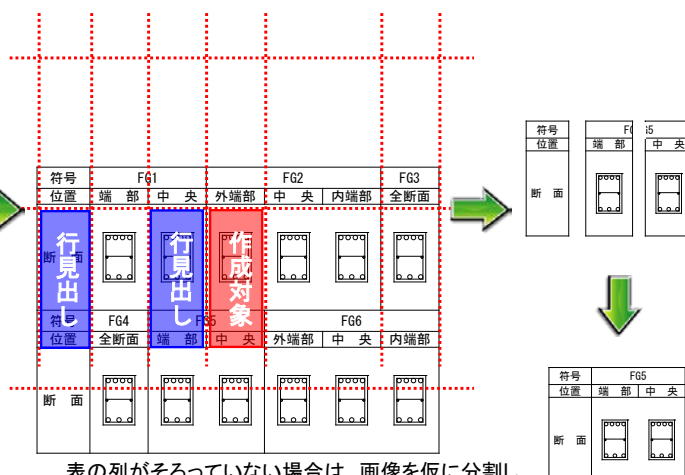 符号 FG1 FG2 FG3
位置 端 部 中 央 外端部 中 央 内端部 全断面
断 面
行見出し
行見出し
作成対象
符号 FG4 FG5 FG6
位置 全断面 端 部 中 央 外端部 中 央 内端部
断 面
表の列がそろっていない場合は、画像を仮に分割し
符号 FG5
位置 端 部 中 央
断 面
符号 FG5
位置 端 部 中 央
断 面